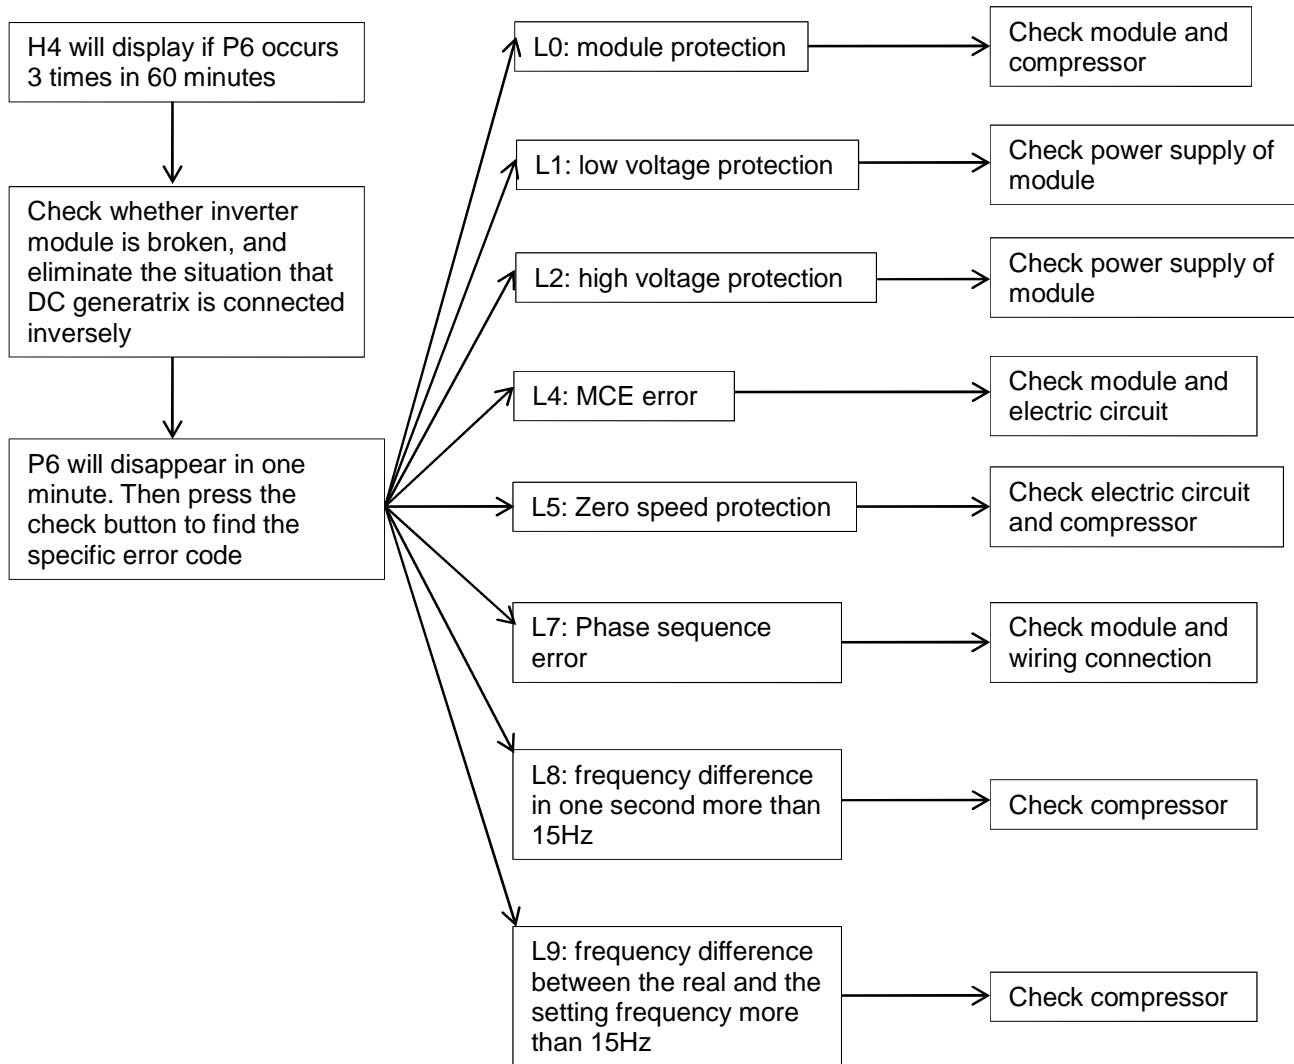 H4 will display if P6 occurs
3 times in 60 minutes
Check whether inverter
module is broken, and
eliminate the situation that
DC generatrix is connected
inversely
P6 will disappear in one
minute. Then press the
check button to find the
specific error code
L0: module protection
Check module and
compressor
L1: low voltage protection
Check power supply of
module
L2: high voltage protection
Check power supply of
module
L4: MCE error
Check module and
electric circuit
L5: Zero speed protection
Check electric circuit
and compressor
L7: Phase sequence
error
Check module and
wiring connection
L8: frequency difference
in one second more than
15Hz
Check compressor
L9: frequency difference
between the real and the
setting frequency more
than 15Hz
Check compressor